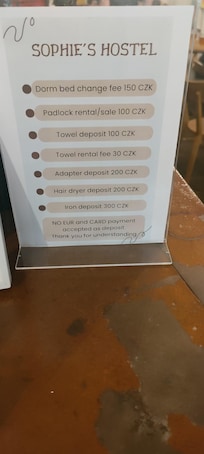 SOPHIE'S HOSTEL
Dorm bed change fee 150 CZK
Padlock rental/sale 100 CZK
Towel deposit 100 CZK
Towel rental fee 30 CZK
Adapter deposit 200 CZK
Hair dryer deposit 200 CZK
Iron deposit 300 CZK
NO EUR and CARD payment
accepted as deposit.
Thank you for understanding